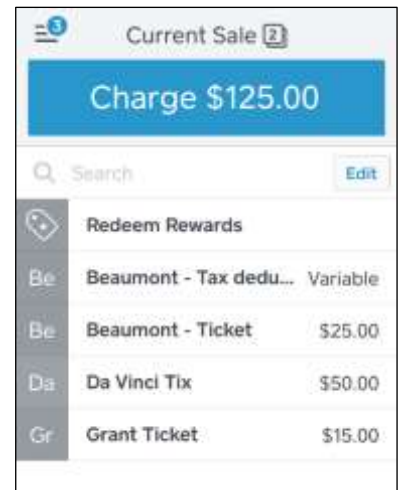 3
Current Sale 2
Charge $125.00
Search Edit
Redeem Rewards
Be Beaumont - Tax dedu... Variable
Be Beaumont - Ticket $25.00
Da Da Vinci Tix $50.00
Gr Grant Ticket $15.00